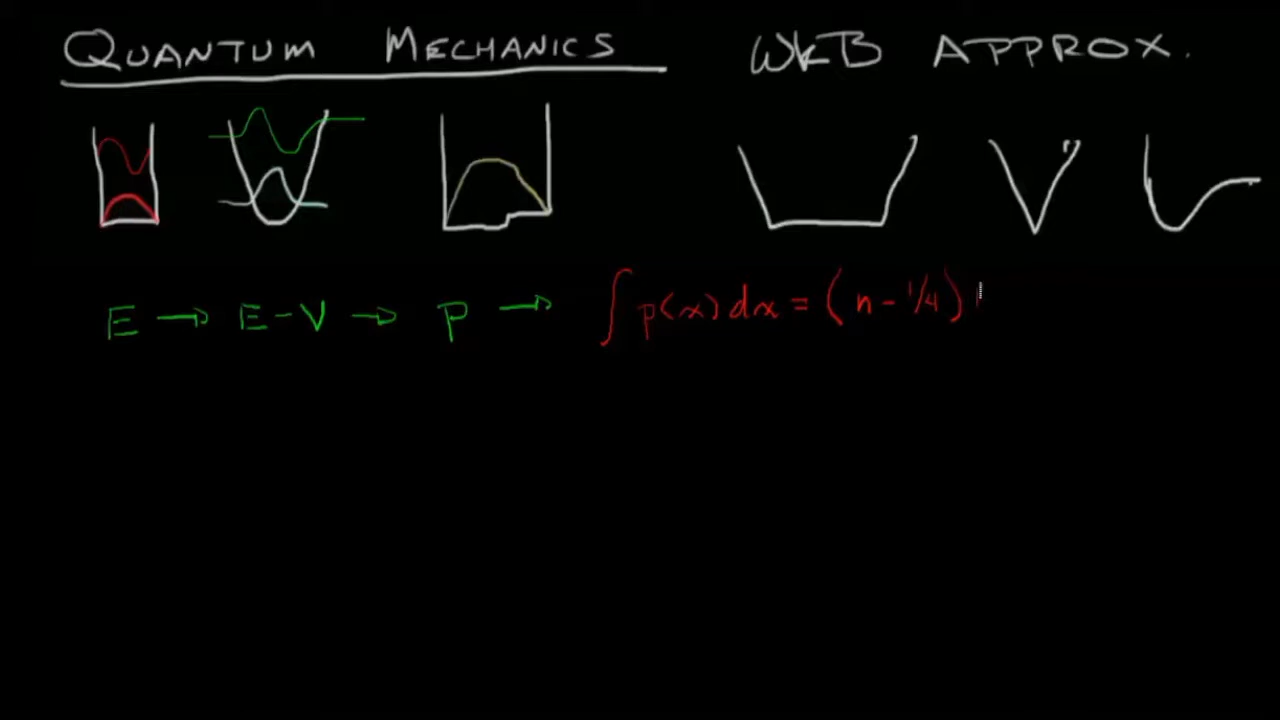 QUANTUM MECHANICS WKB APPROX.
E → E-V → P → ∫ p(x) dx = (n - 1/4)